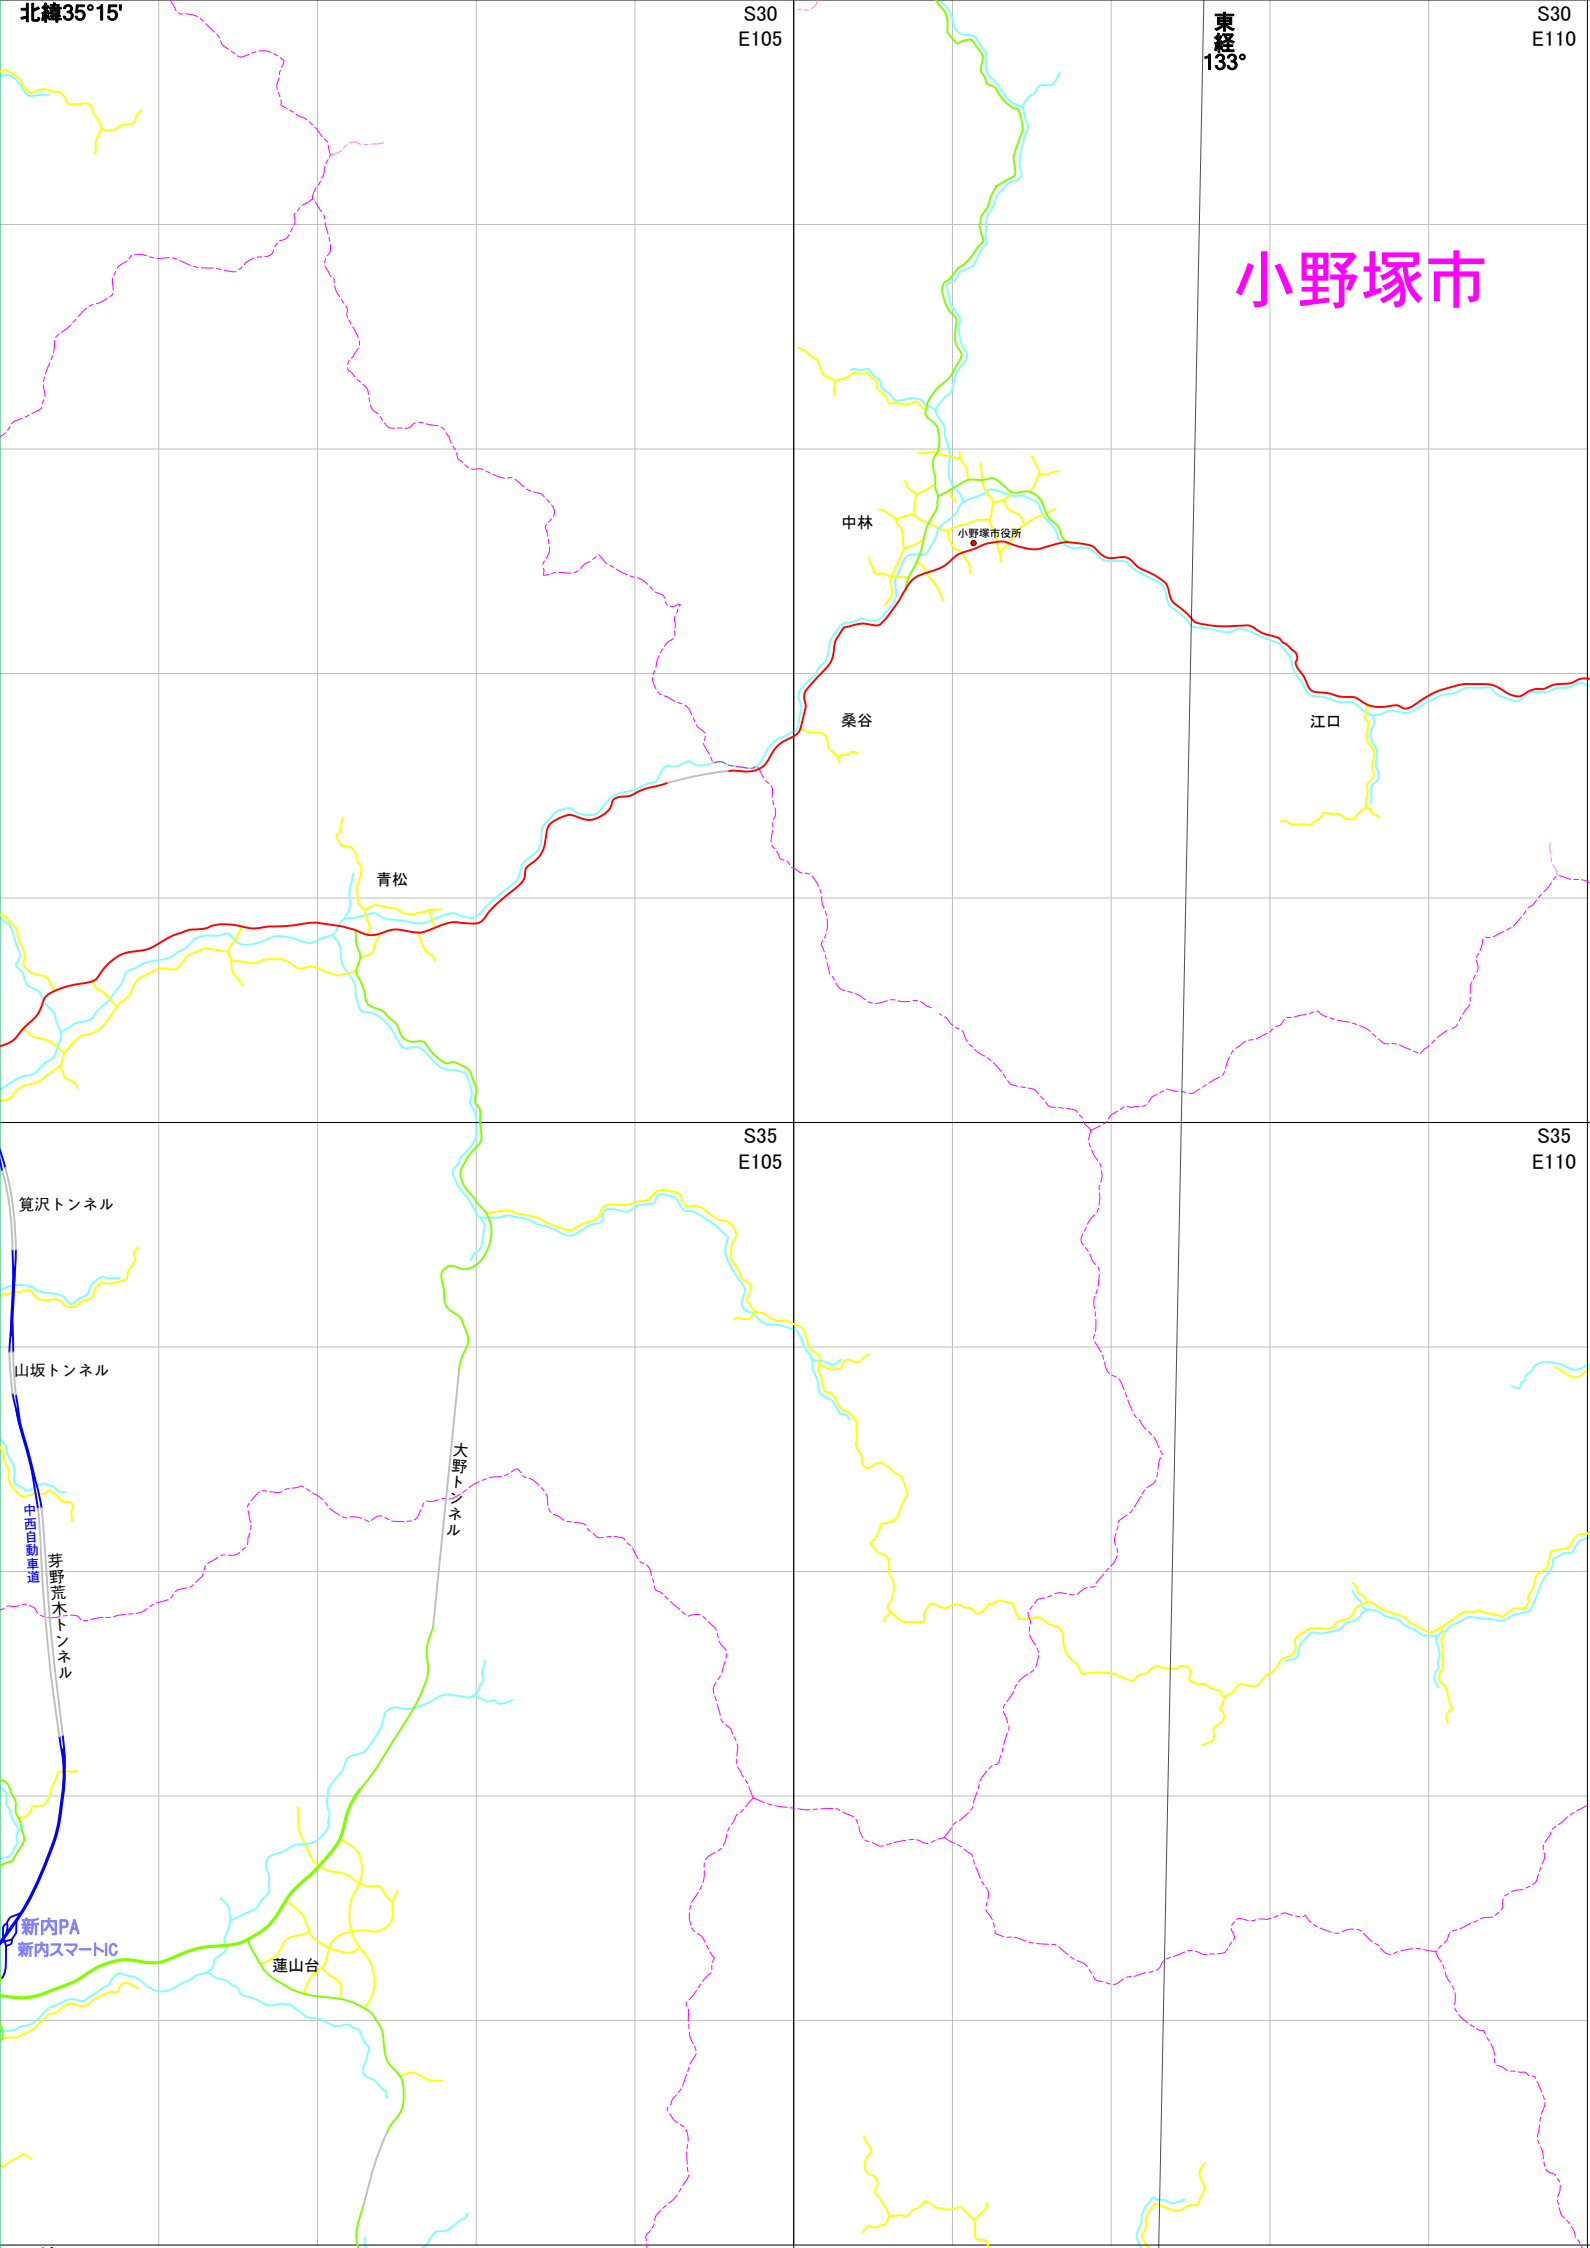 北緯35°15'
S30
E105
東経
133°
S30
E110
小野塚市
中林
小野塚市役所
桑谷
江口
青松
S35
E105
S35
E110
筧沢トンネル
山坂トンネル
大野トンネル
中西自動車道
芽野荒木トンネル
新内PA
新内スマートIC
蓮山台